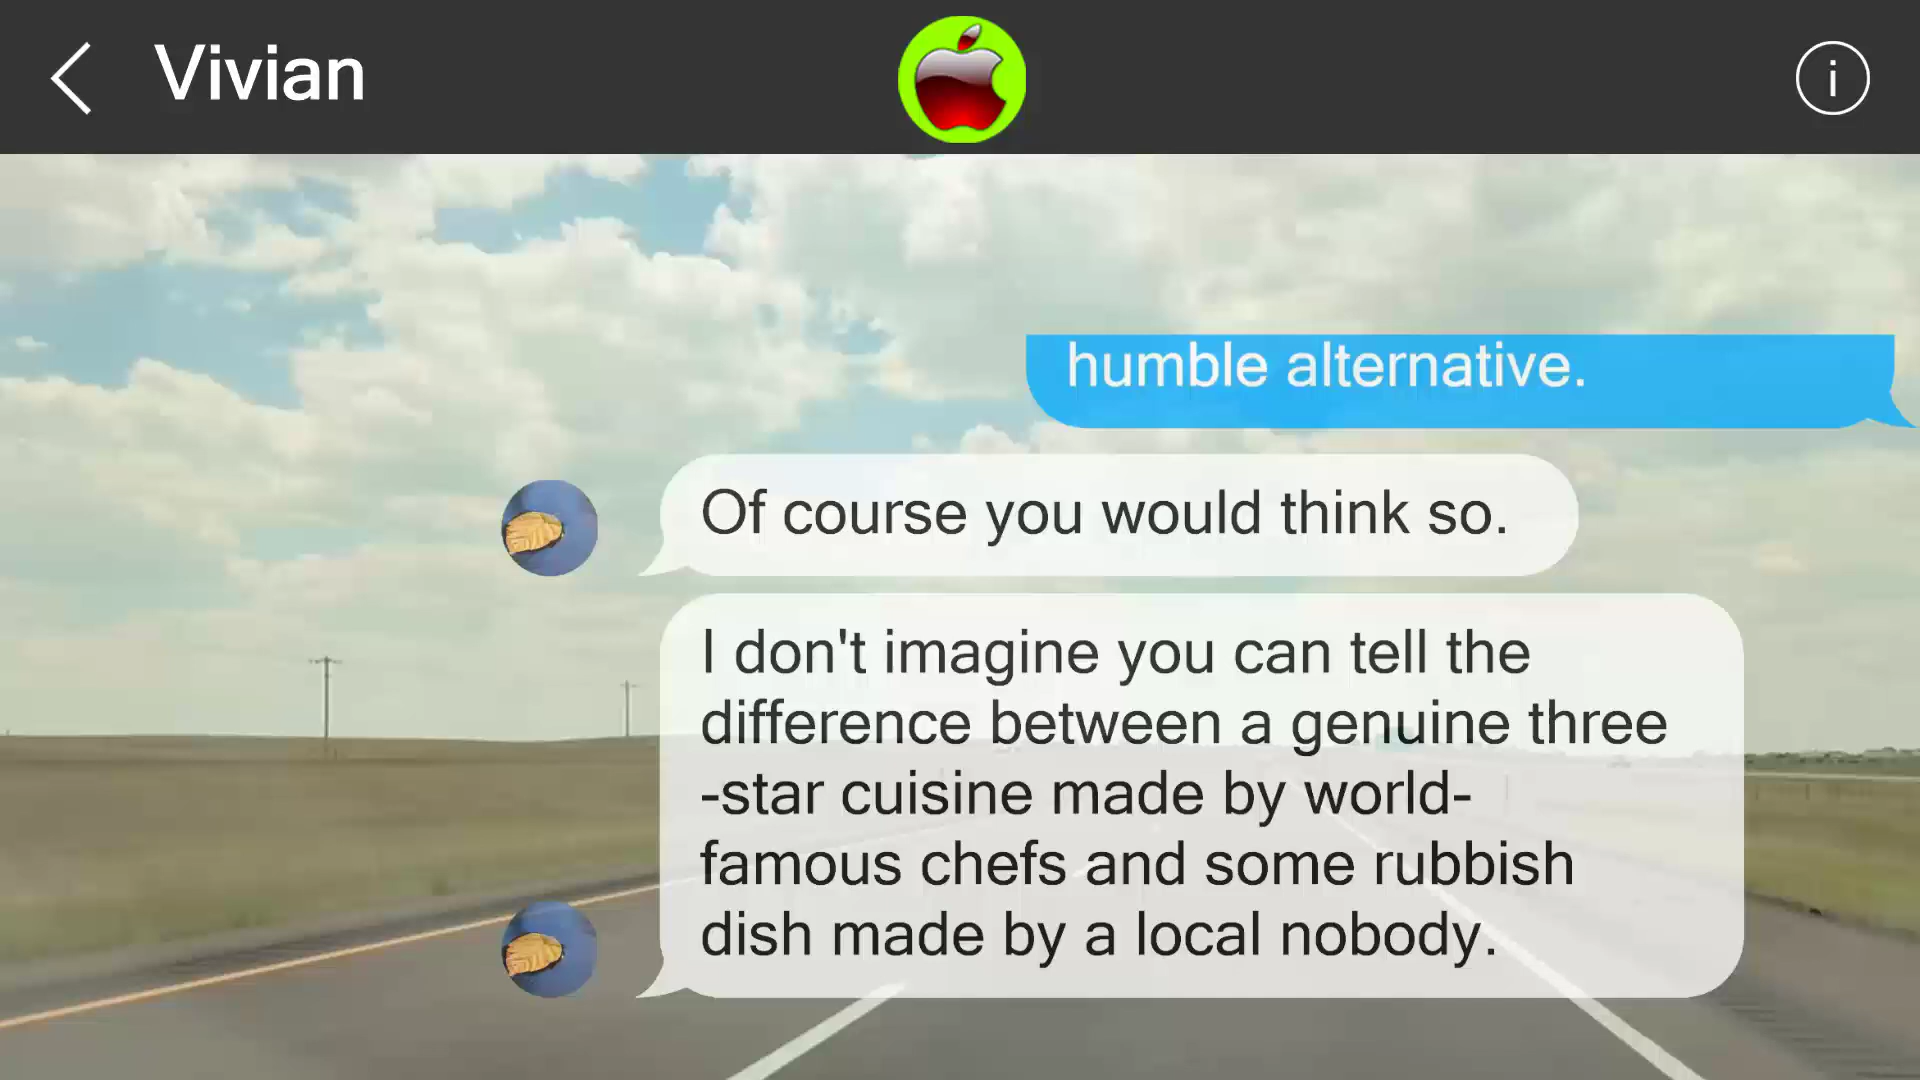 Vivian
i
humble alternative.
Of course you would think so.
I don't imagine you can tell the
difference between a genuine three
-star cuisine made by world-
famous chefs and some rubbish
dish made by a local nobody.